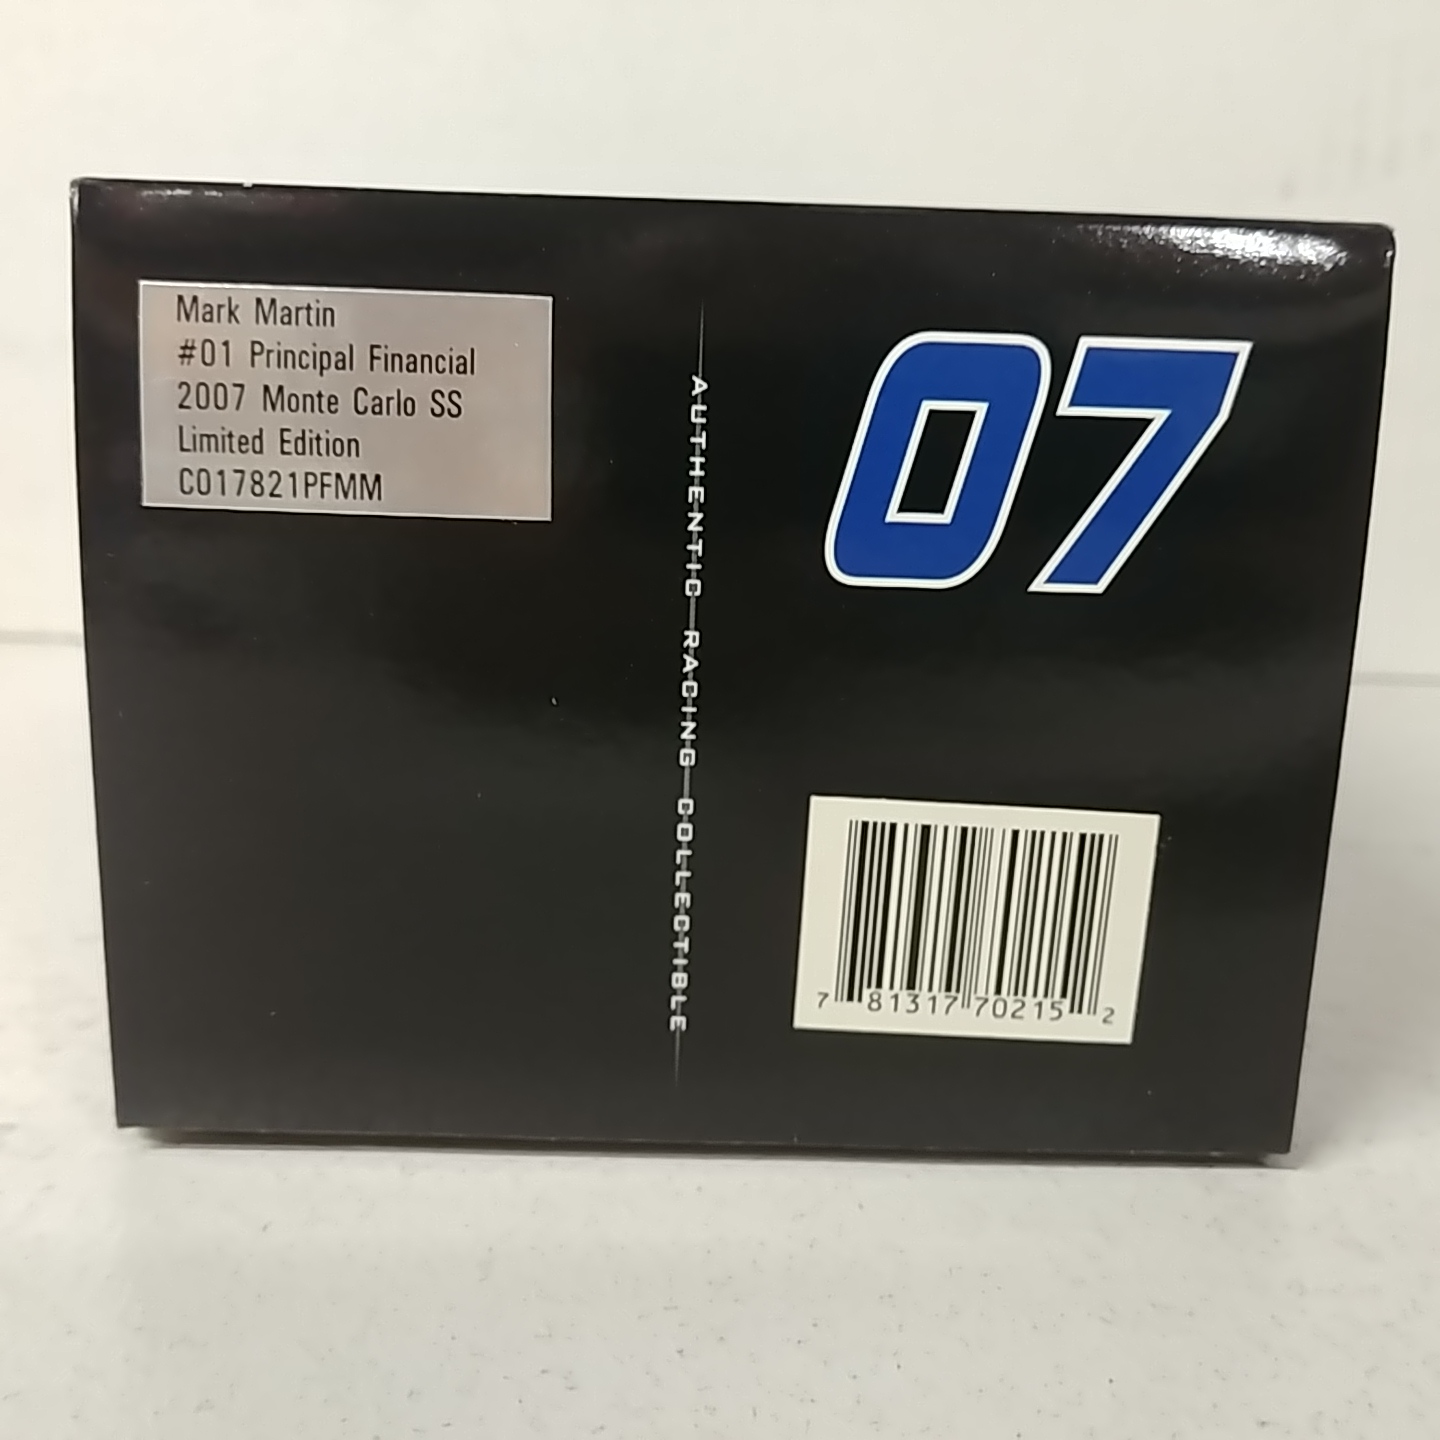 Mark Martin
#01 Principal Financial
2007 Monte Carlo SS
Limited Edition
C017821PFMM
AUTHENTIC RACING COLLECTIBLE
07
7 81317 70215 2